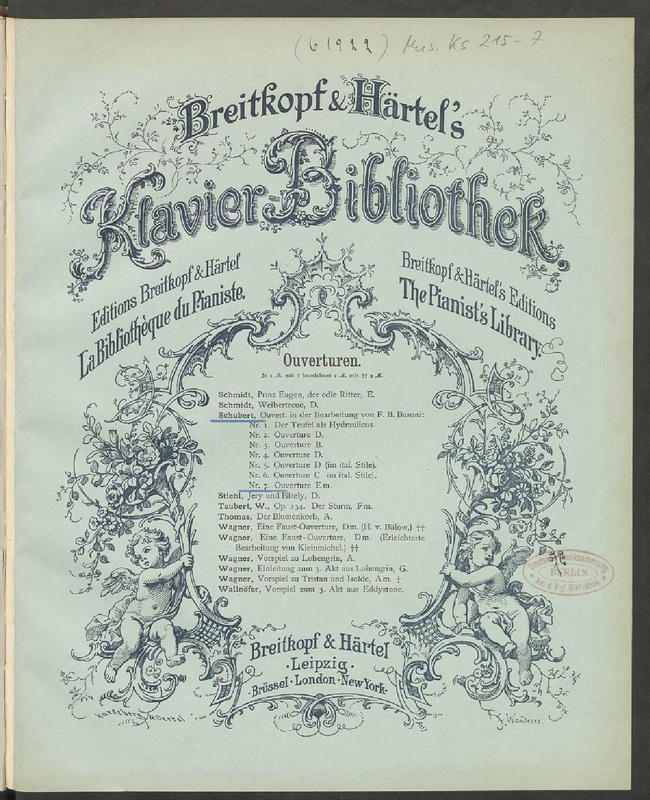 (6 1922) Mus. Ks 215-7
Breitkopf & Härtel's
Klavier-Bibliothek.
Editions Breitkopf & Härtel
La Bibliothèque du Pianiste.
Breitkopf & Härtel's Editions
The Pianist's Library.
Ouverturen.
Schmidt, Prinz Eugen, der edle Ritter, E.
Schmidt, Weibertreue, D.
Schubert, Ouvert. in der Bearbeitung von F. B. Busoni:
Nr. 1. Der Teufel als Hydraulicus.
Nr. 2. Ouverture D.
Nr. 3. Ouverture B.
Nr. 4. Ouverture D.
Nr. 5. Ouverture D (im ital. Stile).
Nr. 6. Ouverture C im ital. Stile).
Nr. 7. Ouverture Em.
Stiehl, Jery und Bätely, D.
Taubert, W., Op. 134. Der Sturm, Fm.
Thomas, Der Blumenkorb, A.
Wagner, Eine Faust-Ouverture, Dm. (H. v. Bülow.) ††
Wagner, Eine Faust-Ouverture, Dm. (Erleichterte
Bearbeitung von Kleinmichel.) ††
Wagner, Vorspiel zu Lohengrin, A.
Wagner, Einleitung zum 3. Akt aus Lohengrin, G.
Wagner, Vorspiel zu Tristan und Isolde, Am. †
Wallnöfer, Vorspiel zum 3. Akt aus Eddystone.
BERLIN
Breitkopf & Härtel
·Leipzig·
Brüssel·London·New-York·
F. Wanderer.